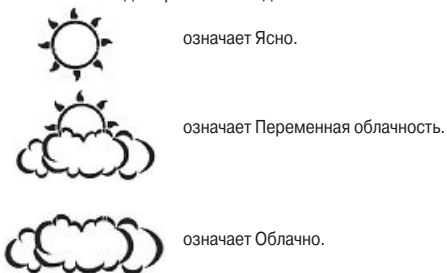 означает Ясно.
означает Переменная облачность.
означает Облачно.